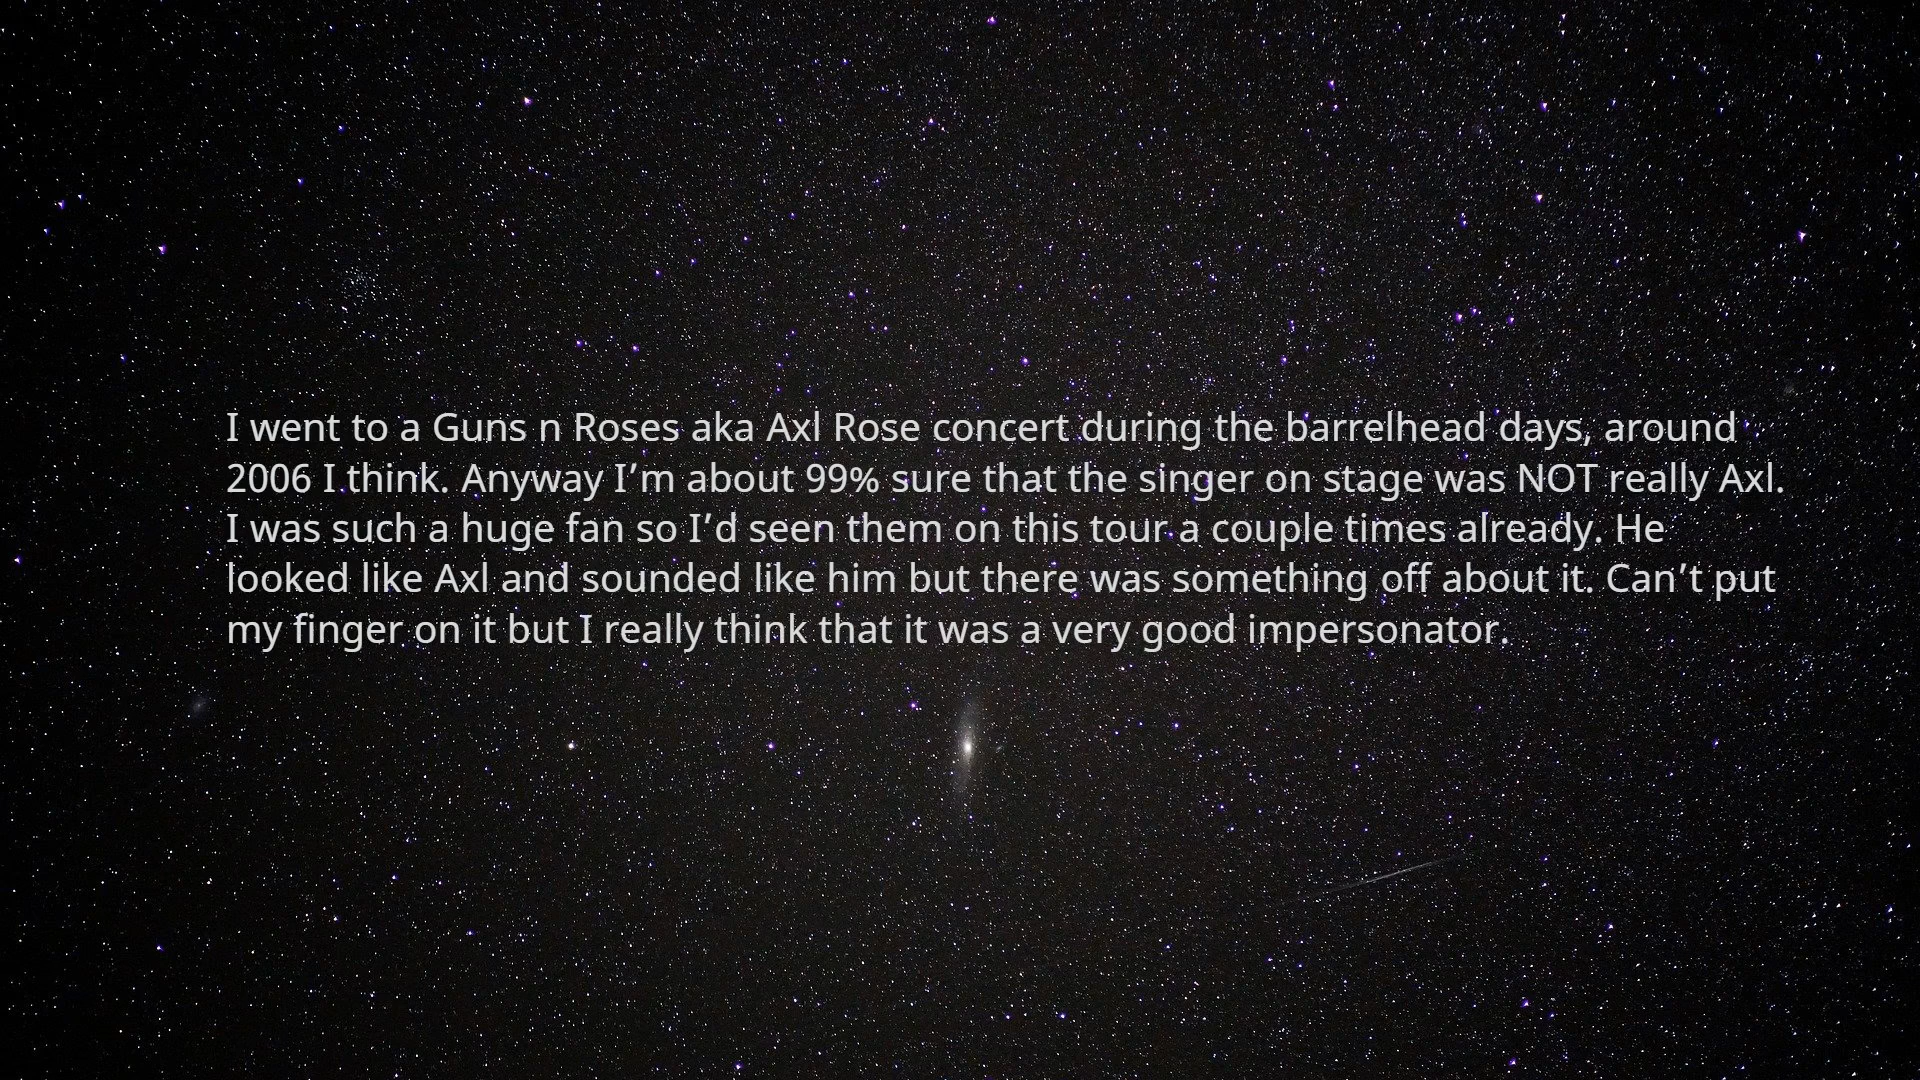 I went to a Guns n Roses aka Axl Rose concert during the barrelhead days, around
2006 I think. Anyway I’m about 99% sure that the singer on stage was NOT really Axl.
I was such a huge fan so I’d seen them on this tour a couple times already. He
looked like Axl and sounded like him but there was something off about it. Can’t put
my finger on it but I really think that it was a very good impersonator.